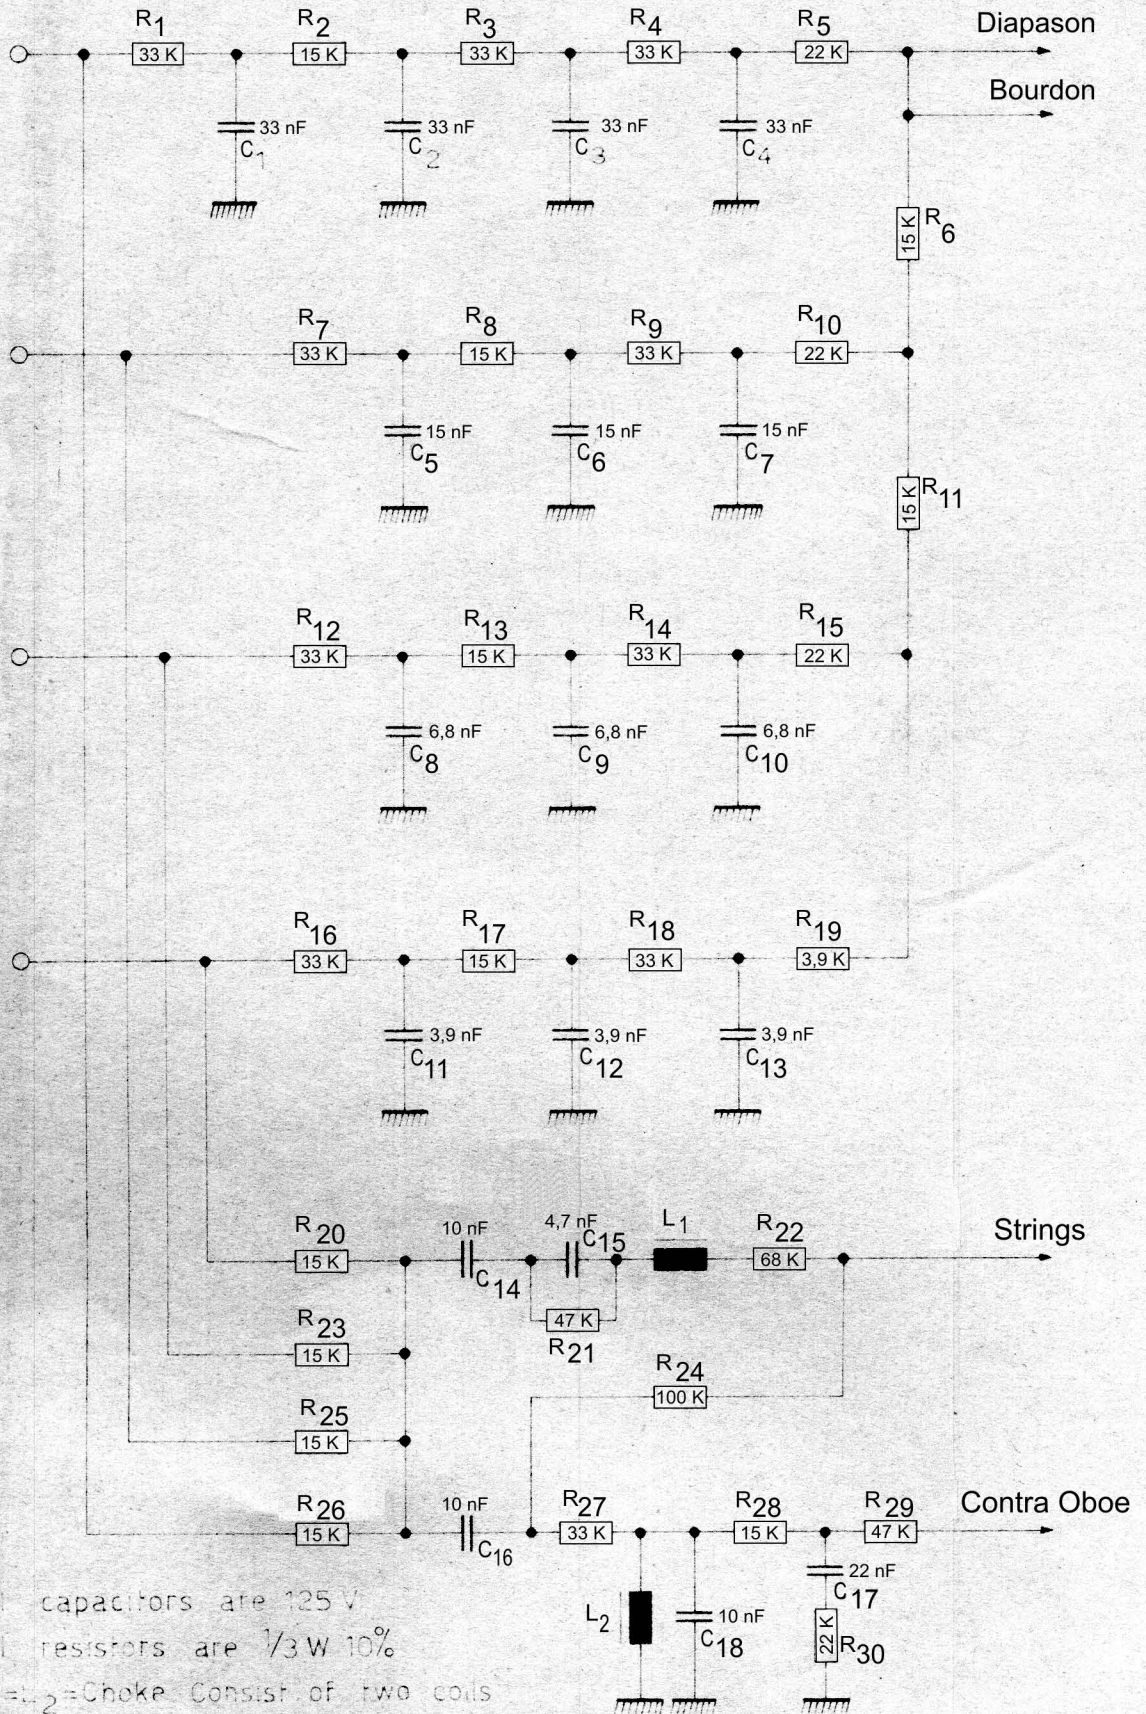 R1 R2 R3 R4 R5 Diapason
33 K 15 K 33 K 33 K 22 K
Bourdon
33 nF 33 nF 33 nF 33 nF
C1 C2 C3 C4
15 K R6
R7 R8 R9 R10
33 K 15 K 33 K 22 K
15 nF 15 nF 15 nF
C5 C6 C7
15 K R11
R12 R13 R14 R15
33 K 15 K 33 K 22 K
6,8 nF 6,8 nF 6,8 nF
C8 C9 C10
R16 R17 R18 R19
33 K 15 K 33 K 3,9 K
3,9 nF 3,9 nF 3,9 nF
C11 C12 C13
R20 10 nF 4,7 nF C15 L1 R22 Strings
15 K C14 68 K
R23 47 K
15 K R21
R24
100 K
R25
15 K
R26 10 nF R27 R28 R29 Contra Oboe
15 K C16 33 K 15 K 47 K
22 nF
C17
L2 10 nF
C18 22 K R30
capacitors are 125 V
resistors are 1/3 W 10%
=L2=Choke Consist of two coils